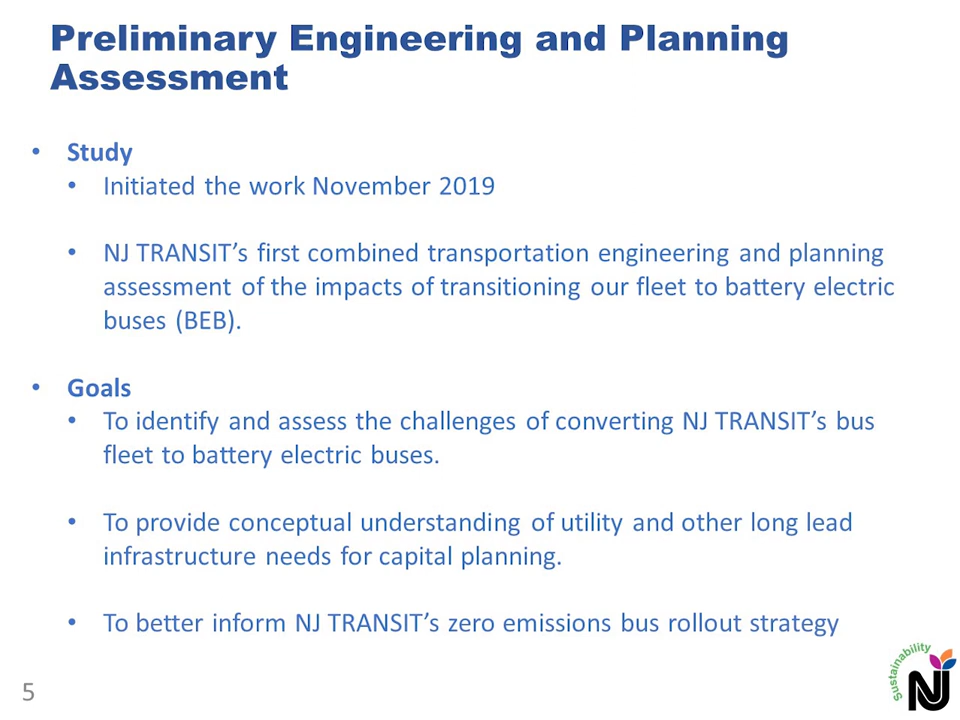 Preliminary Engineering and Planning
Assessment
• Study
• Initiated the work November 2019
• NJ TRANSIT’s first combined transportation engineering and planning
assessment of the impacts of transitioning our fleet to battery electric
buses (BEB).
• Goals
• To identify and assess the challenges of converting NJ TRANSIT’s bus
fleet to battery electric buses.
• To provide conceptual understanding of utility and other long lead
infrastructure needs for capital planning.
• To better inform NJ TRANSIT’s zero emissions bus rollout strategy
Sustainability
NJ
5